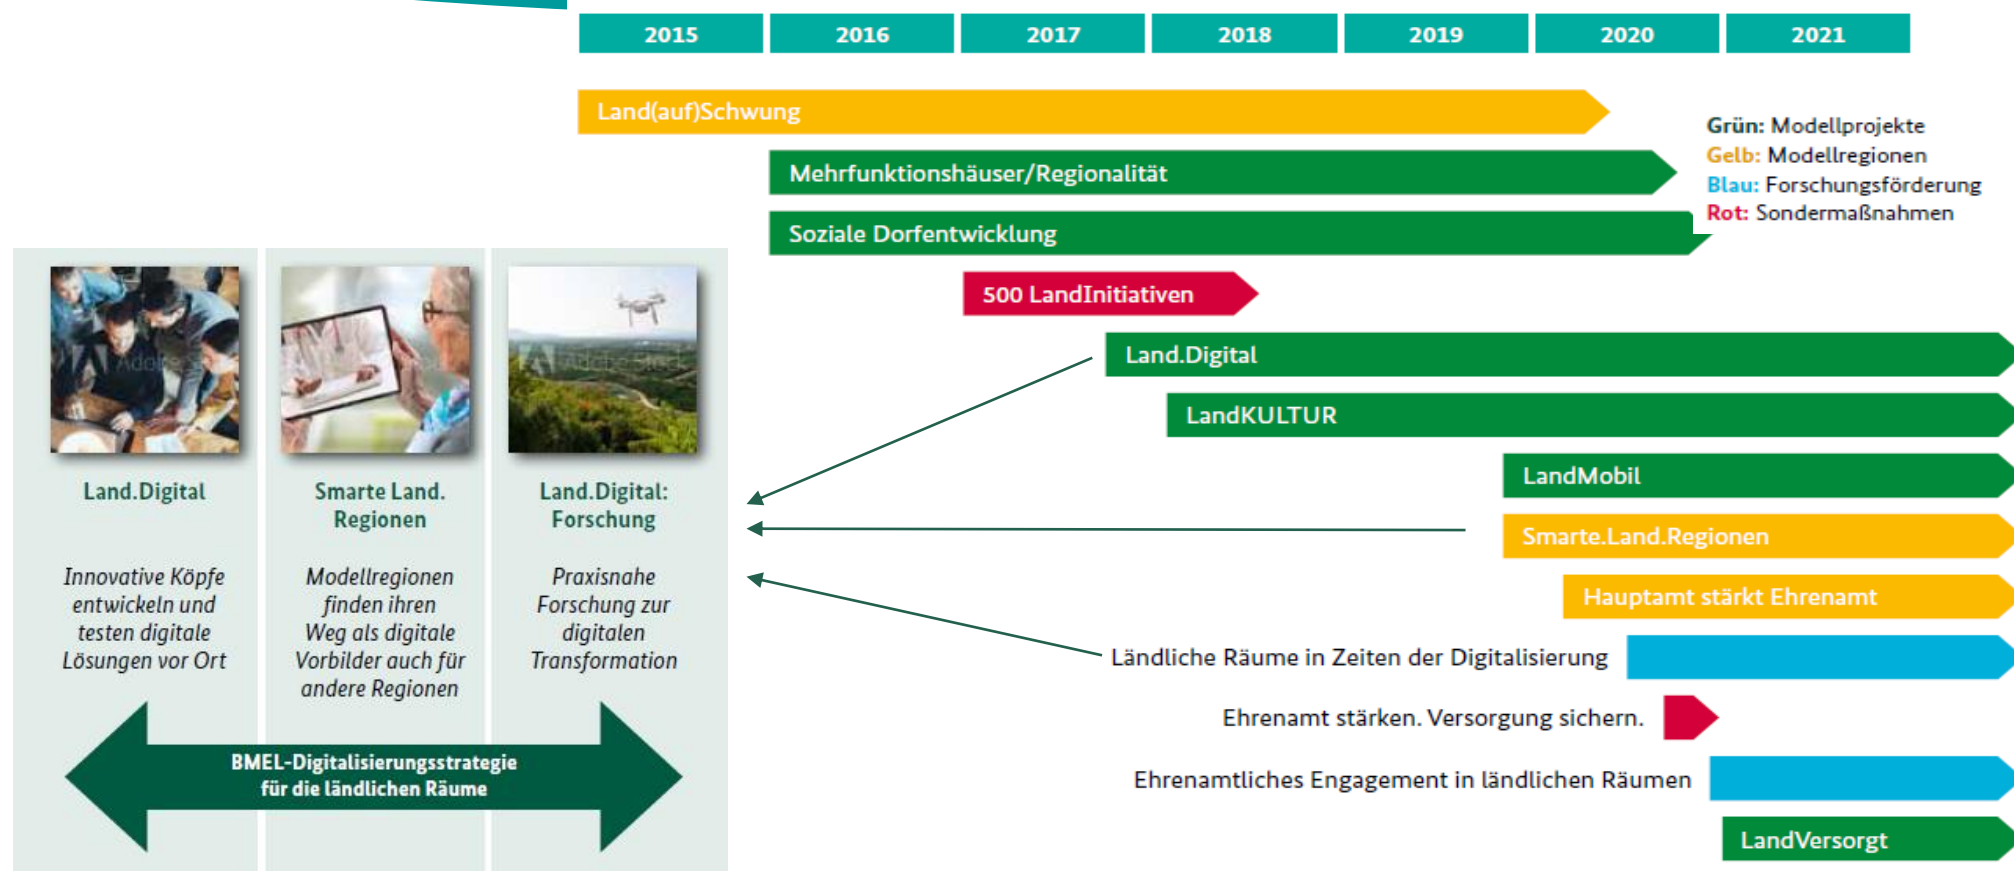 2015 2016 2017 2018 2019 2020 2021
Land(auf)Schwung
Mehrfunktionshäuser/Regionalität
Soziale Dorfentwicklung
500 LandInitiativen
Land.Digital
LandKULTUR
LandMobil
Smarte.Land.Regionen
Hauptamt stärkt Ehrenamt
Ländliche Räume in Zeiten der Digitalisierung
Ehrenamt stärken. Versorgung sichern.
Ehrenamtliches Engagement in ländlichen Räumen
LandVersorgt
Grün: Modellprojekte
Gelb: Modellregionen
Blau: Forschungsförderung
Rot: Sondermaßnahmen
Land.Digital
Innovative Köpfe
entwickeln und
testen digitale
Lösungen vor Ort
Smarte Land.
Regionen
Modellregionen
finden ihren
Weg als digitale
Vorbilder auch für
andere Regionen
Land.Digital:
Forschung
Praxisnahe
Forschung zur
digitalen
Transformation
BMEL-Digitalisierungsstrategie
für die ländlichen Räume